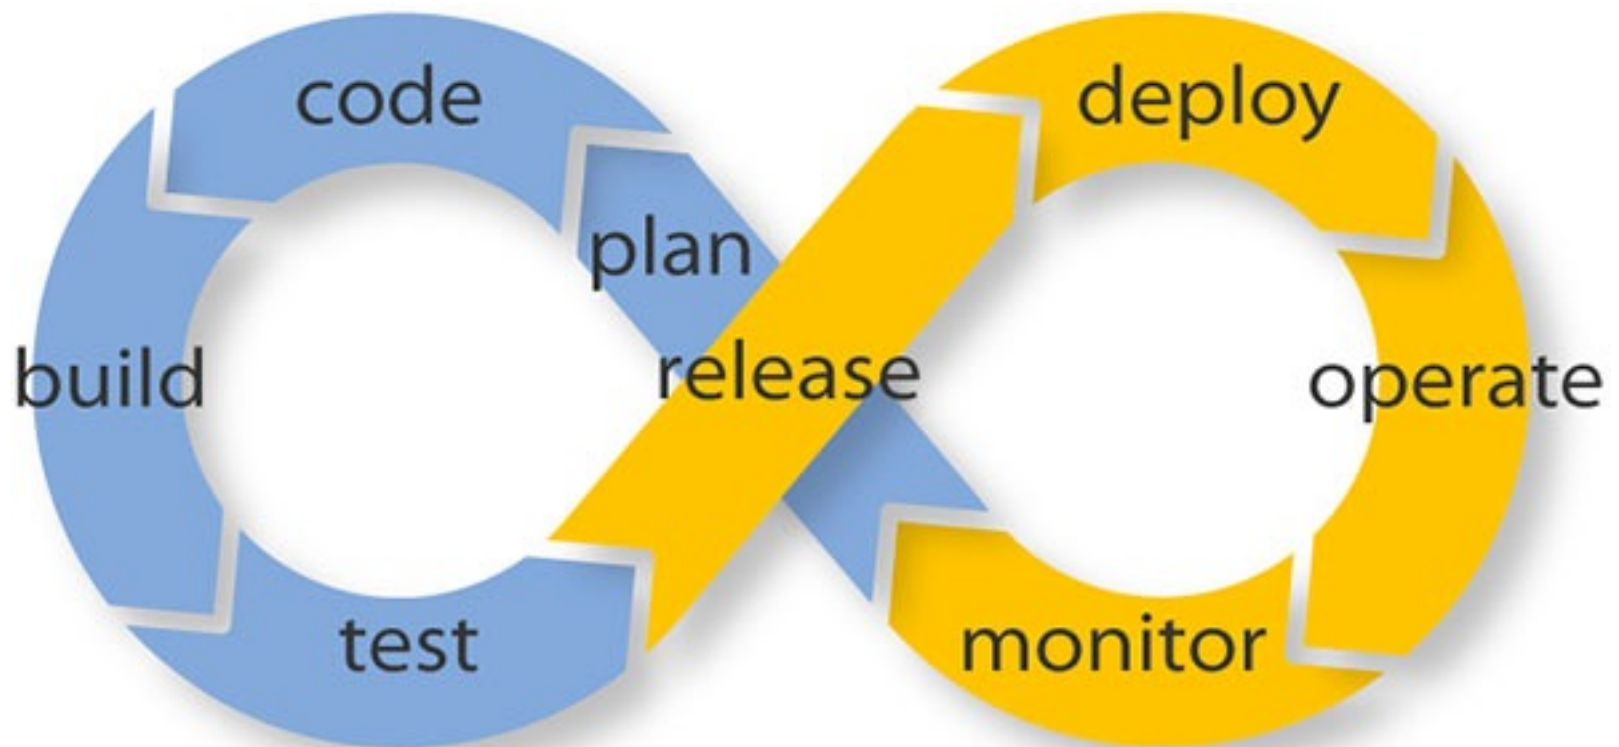 code
deploy
plan
build
release
operate
test
monitor